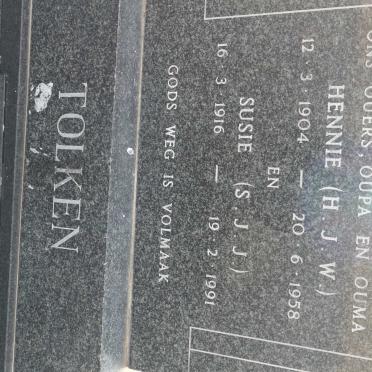 ONS OUERS, OUPA EN OUMA
HENNIE (H. J. W.)
12 · 3 · 1904 — 20 · 6 · 1958
EN
SUSIE (S. J. J.)
16 · 3 · 1916 — 19 · 2 · 1991
GODS WEG IS VOLMAAK
TOLKEN